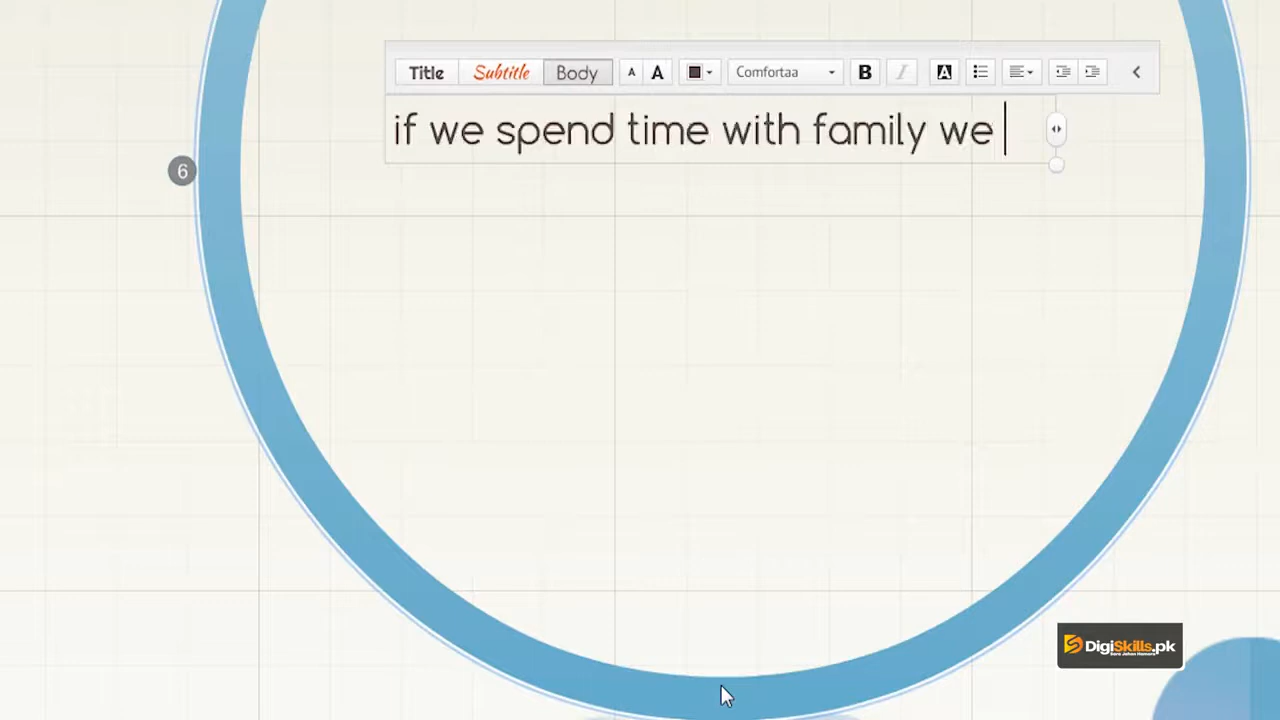 Title Subtitle Body A A Comfortaa B I A
if we spend time with family we
6
DigiSkills.pk